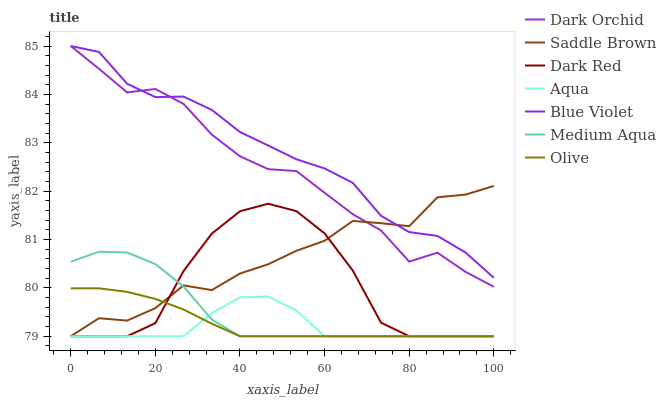 title
Dark Orchid
Saddle Brown
Dark Red
Aqua
Blue Violet
Medium Aqua
Olive
yaxis_label
85
84
83
82
81
80
79
0 20 40 60 80 100
xaxis_label